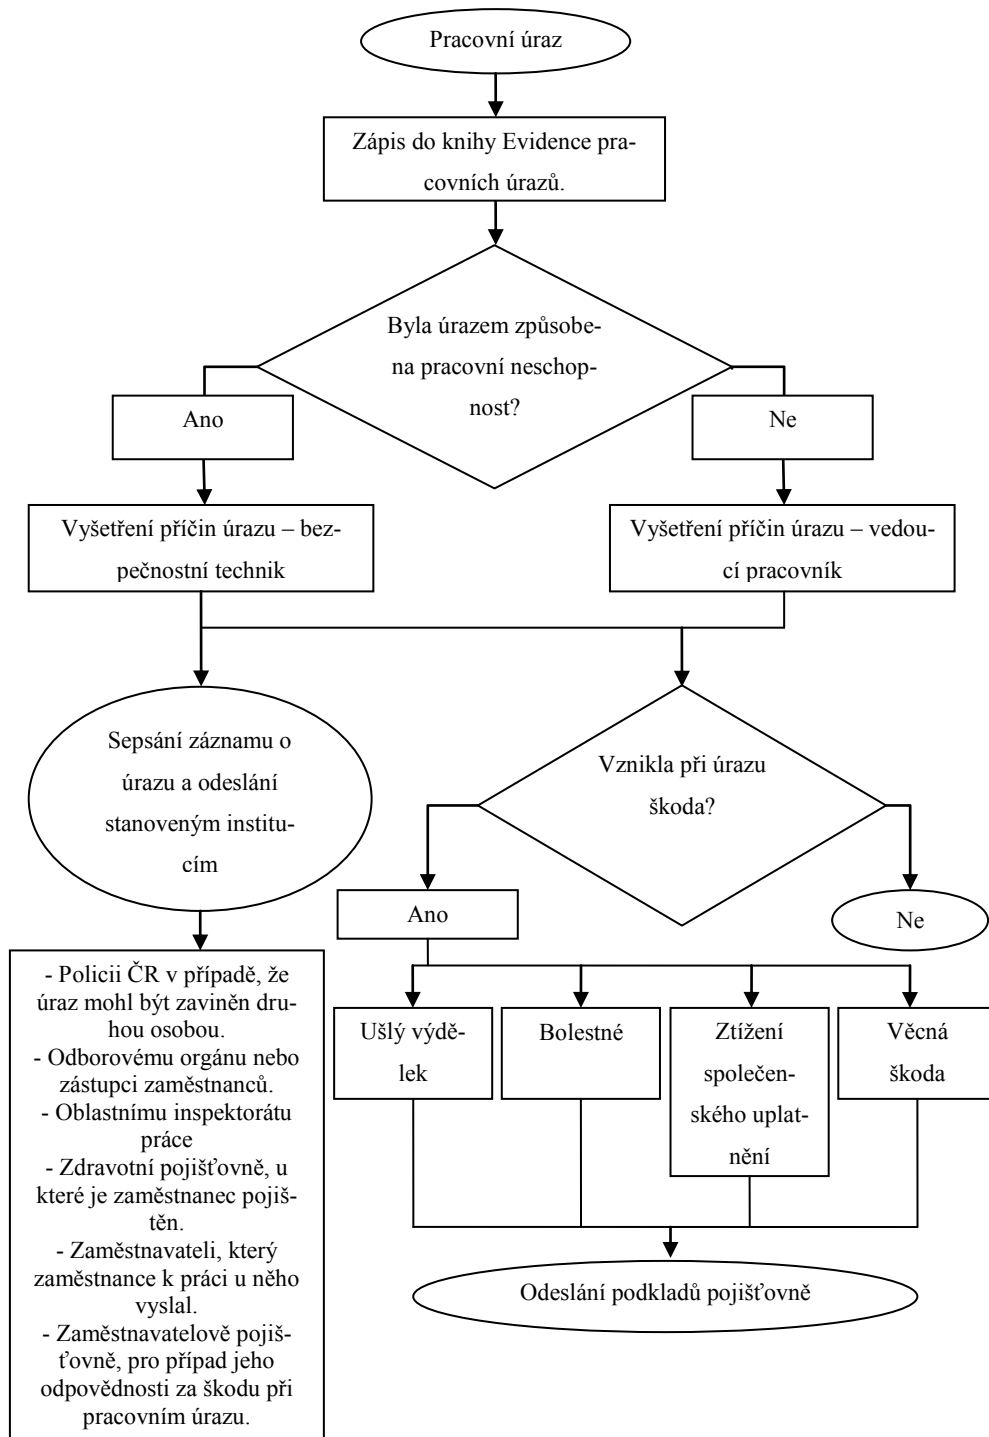 Pracovní úraz
Zápis do knihy Evidence pra-
covních úrazů.
Byla úrazem způsobe-
na pracovní neschop-
nost?
Ano
Ne
Vyšetření příčin úrazu – bez-
pečnostní technik
Vyšetření příčin úrazu – vedou-
cí pracovník
Sepsání záznamu o
úrazu a odeslání
stanoveným institu-
cím
Vznikla při úrazu
škoda?
Ano
Ne
- Policii ČR v případě, že
úraz mohl být zaviněn dru-
hou osobou.
- Odborovému orgánu nebo
zástupci zaměstnanců.
- Oblastnímu inspektorátu
práce
- Zdravotní pojišťovně, u
které je zaměstnanec pojiš-
těn.
- Zaměstnavateli, který
zaměstnance k práci u něho
vyslal.
- Zaměstnavatelově pojiš-
ťovně, pro případ jeho
odpovědnosti za škodu při
pracovním úrazu.
Ušlý výdě-
lek
Bolestné
Ztížení
společen-
ského uplat-
nění
Věcná
škoda
Odeslání podkladů pojišťovně